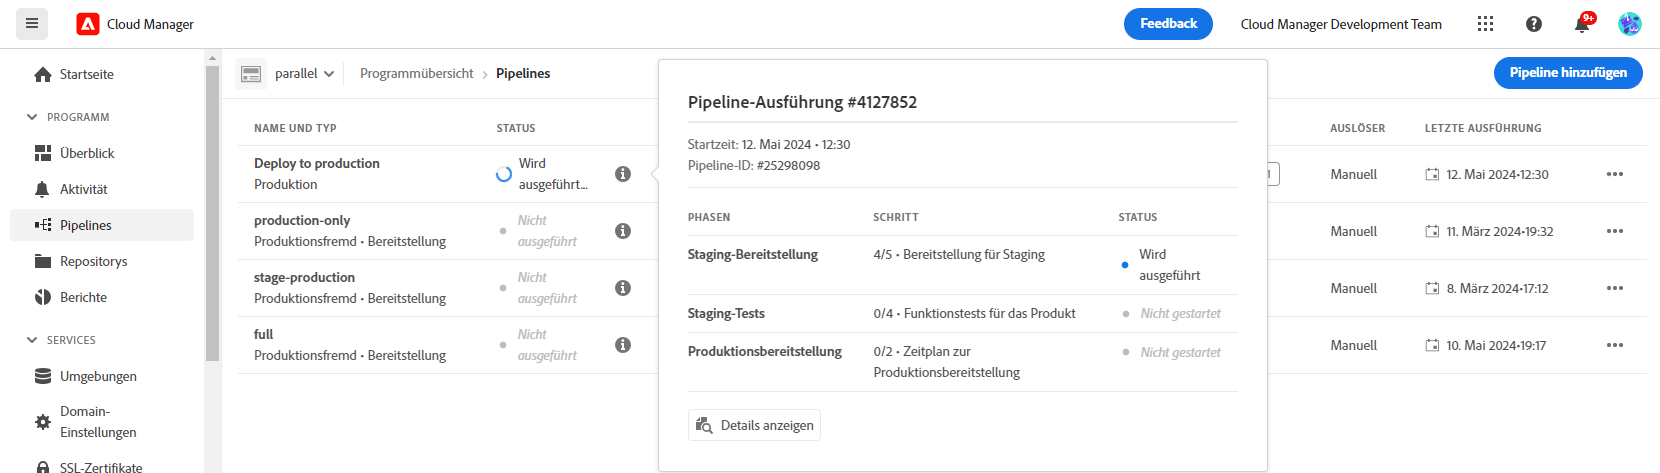 Cloud Manager
Feedback
Cloud Manager Development Team
9+
Startseite
PROGRAMM
Überblick
Aktivität
Pipelines
Repositorys
Berichte
SERVICES
Umgebungen
Domain-
Einstellungen
SSL-Zertifikate
parallel
Programmübersicht › Pipelines
Pipeline hinzufügen
NAME UND TYP STATUS AUSLÖSER LETZTE AUSFÜHRUNG
Deploy to production
Produktion
Wird
ausgeführt...
Manuell 12. Mai 2024•12:30
production-only
Produktionsfremd • Bereitstellung
Nicht
ausgeführt
Manuell 11. März 2024•19:32
stage-production
Produktionsfremd • Bereitstellung
Nicht
ausgeführt
Manuell 8. März 2024•17:12
full
Produktionsfremd • Bereitstellung
Nicht
ausgeführt
Manuell 10. Mai 2024•19:17
Pipeline-Ausführung #4127852
Startzeit: 12. Mai 2024 • 12:30
Pipeline-ID: #25298098
PHASEN SCHRITT STATUS
Staging-Bereitstellung 4/5 • Bereitstellung für Staging Wird
ausgeführt
Staging-Tests 0/4 • Funktionstests für das Produkt Nicht gestartet
Produktionsbereitstellung 0/2 • Zeitplan zur Nicht gestartet
Produktionsbereitstellung
Details anzeigen